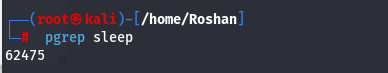 ┌──(root㉿kali)-[/home/Roshan]
└─# pgrep sleep
62475